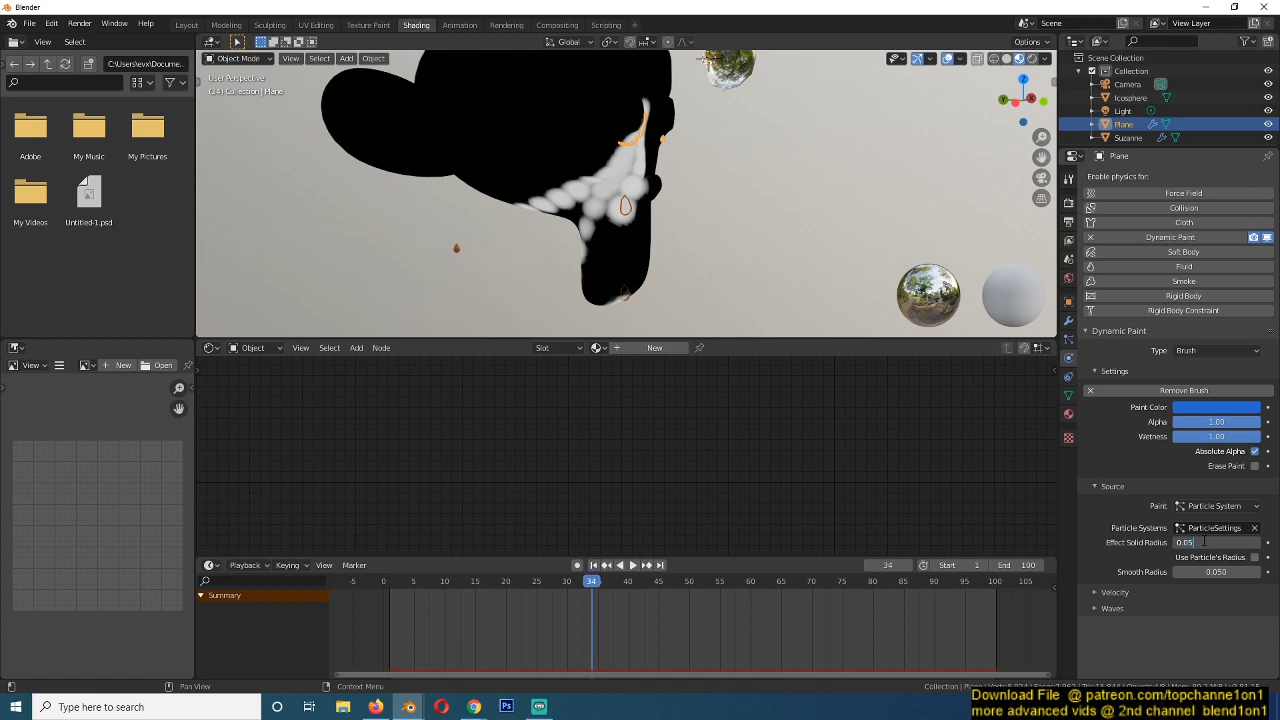 Blender
File Edit Render Window Help
Layout Modeling Sculpting UV Editing Texture Paint Shading Animation Rendering Compositing Scripting
Scene
View Layer
View Select
Global
Options
C:\Users\evx\Docume...
Object Mode View Select Add Object
User Perspective
(34) Collection | Plane
Adobe
My Music
My Pictures
My Videos
Untitled-1.psd
Scene Collection
Collection
Camera
Icosphere
Light
Plane
Suzanne
Plane
Enable physics for:
Force Field
Collision
Cloth
Dynamic Paint
Soft Body
Fluid
Smoke
Rigid Body
Rigid Body Constraint
Dynamic Paint
Type Brush
Settings
Remove Brush
Paint Color
Alpha 1.00
Wetness 1.00
Absolute Alpha
Erase Paint
Source
Paint Particle System
Particle Systems ParticleSettings
Effect Solid Radius 0.05
Use Particle's Radius
Smooth Radius 0.050
Velocity
Waves
View New Open
Object View Select Add Node Slot New
Playback Keying View Marker
34 Start 1 End 100
-5 0 5 10 15 20 25 30 34 40 45 50 55 60 65 70 75 80 85 90 95 100 105
Summary
Pan View
Context Menu
Type here to search
Download File @ patreon.com/topchanne1on1
more advanced vids @ 2nd channel blend1on1